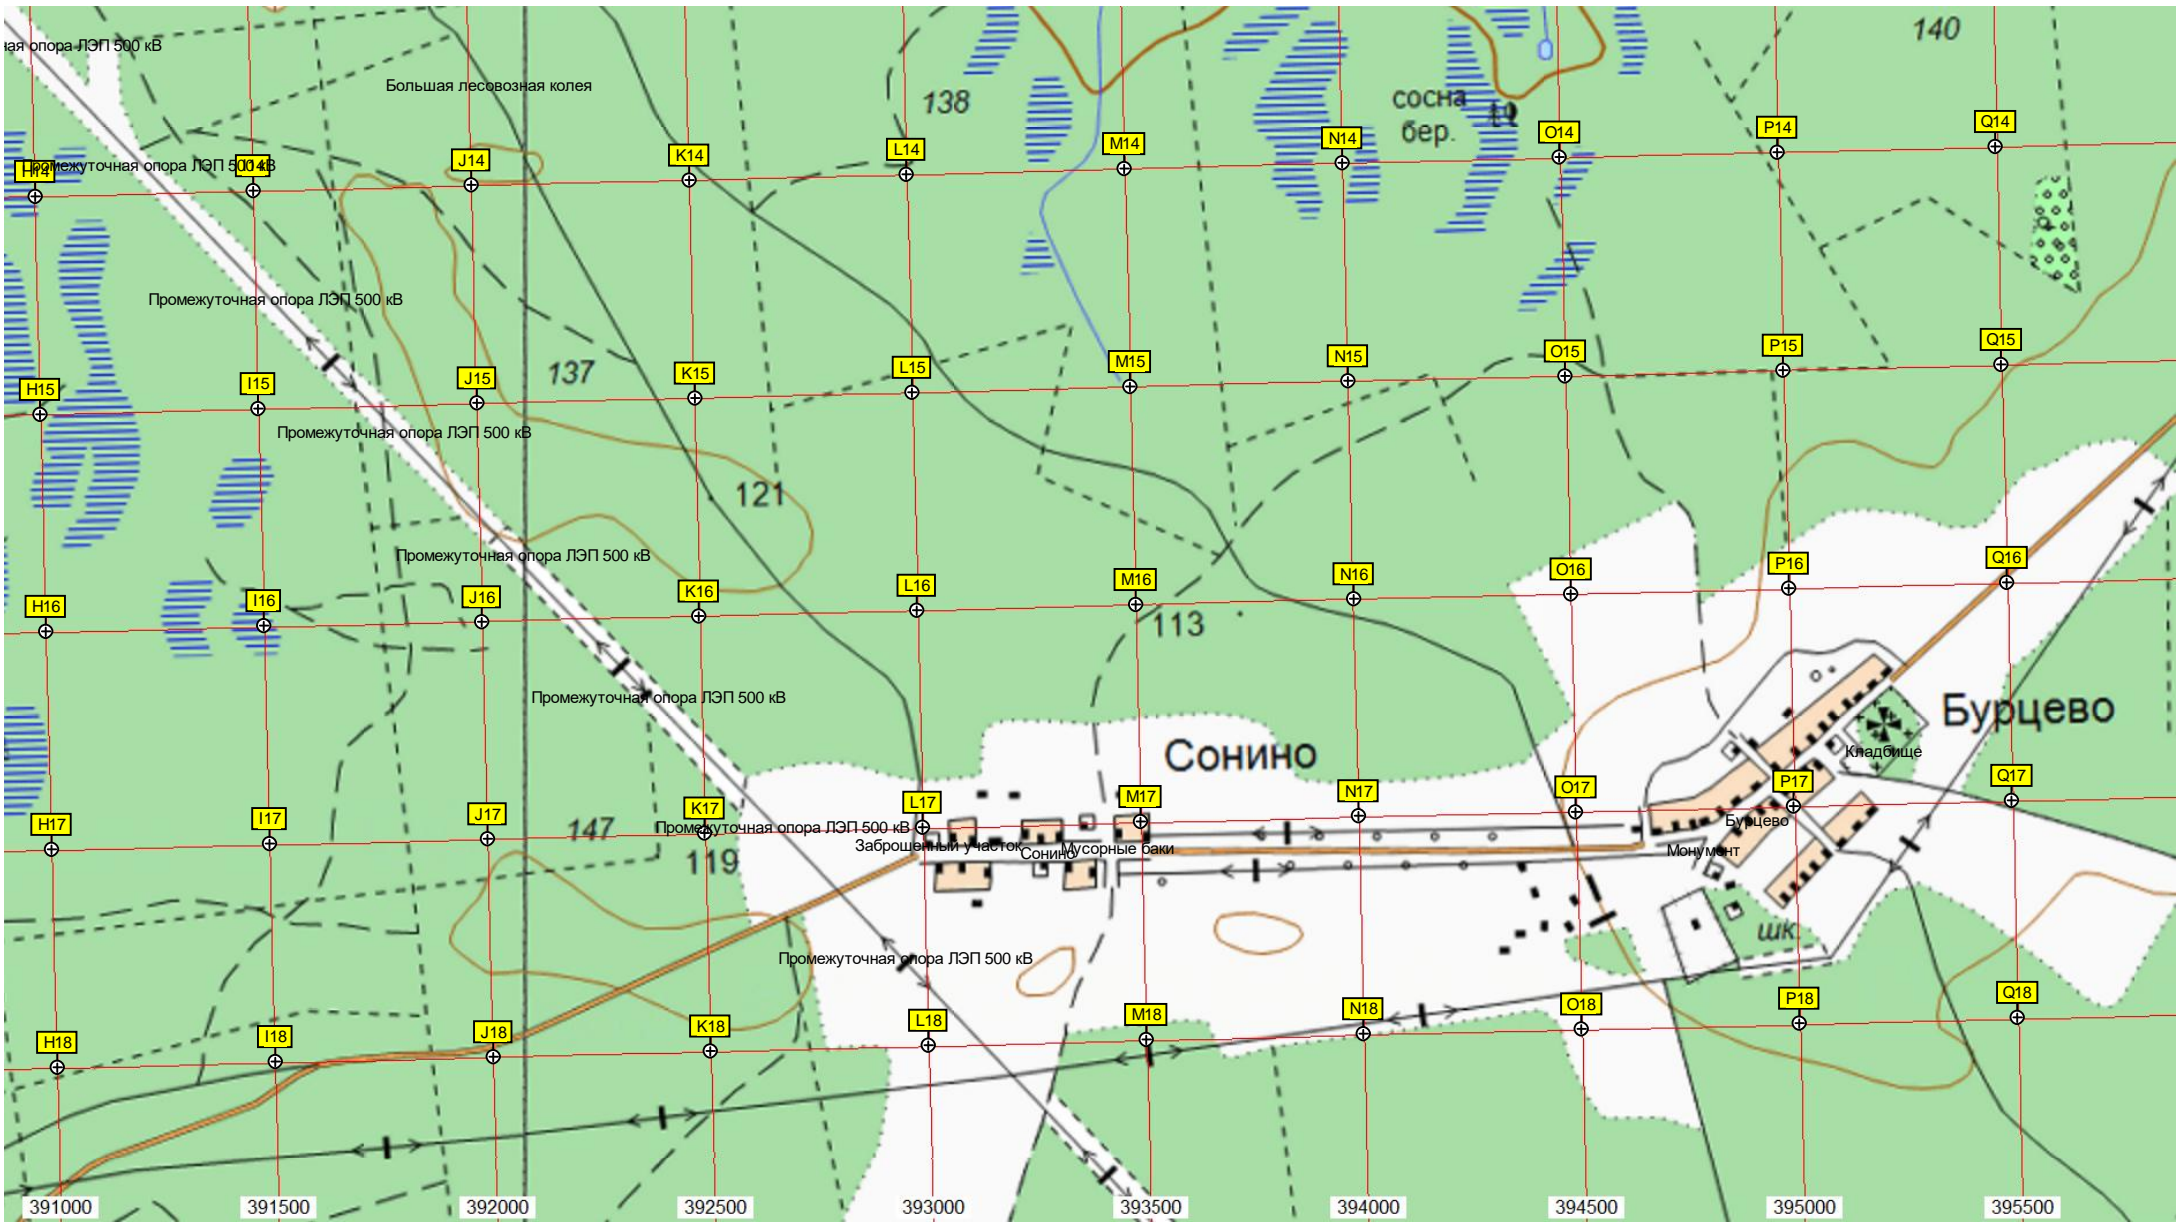 140
ная опора ЛЭП 500 кВ
Большая лесовозная колея
138
сосна
бер.
H14
Промежуточная опора ЛЭП 500 кВ
I14
J14
K14
L14
M14
N14
O14
P14
Q14
Промежуточная опора ЛЭП 500 кВ
137
H15
I15
J15
K15
L15
M15
N15
O15
P15
Q15
Промежуточная опора ЛЭП 500 кВ
121
Промежуточная опора ЛЭП 500 кВ
H16
I16
J16
K16
L16
M16
N16
O16
P16
Q16
113
Промежуточная опора ЛЭП 500 кВ
Бурцево
Сонино
Кладбище
H17
I17
J17
K17
L17
M17
N17
O17
P17
Q17
147
Промежуточная опора ЛЭП 500 кВ
Бурцево
119
Заброшенный участок
Сонино
Мусорные баки
Монумент
шк.
Промежуточная опора ЛЭП 500 кВ
H18
I18
J18
K18
L18
M18
N18
O18
P18
Q18
391000
391500
392000
392500
393000
393500
394000
394500
395000
395500